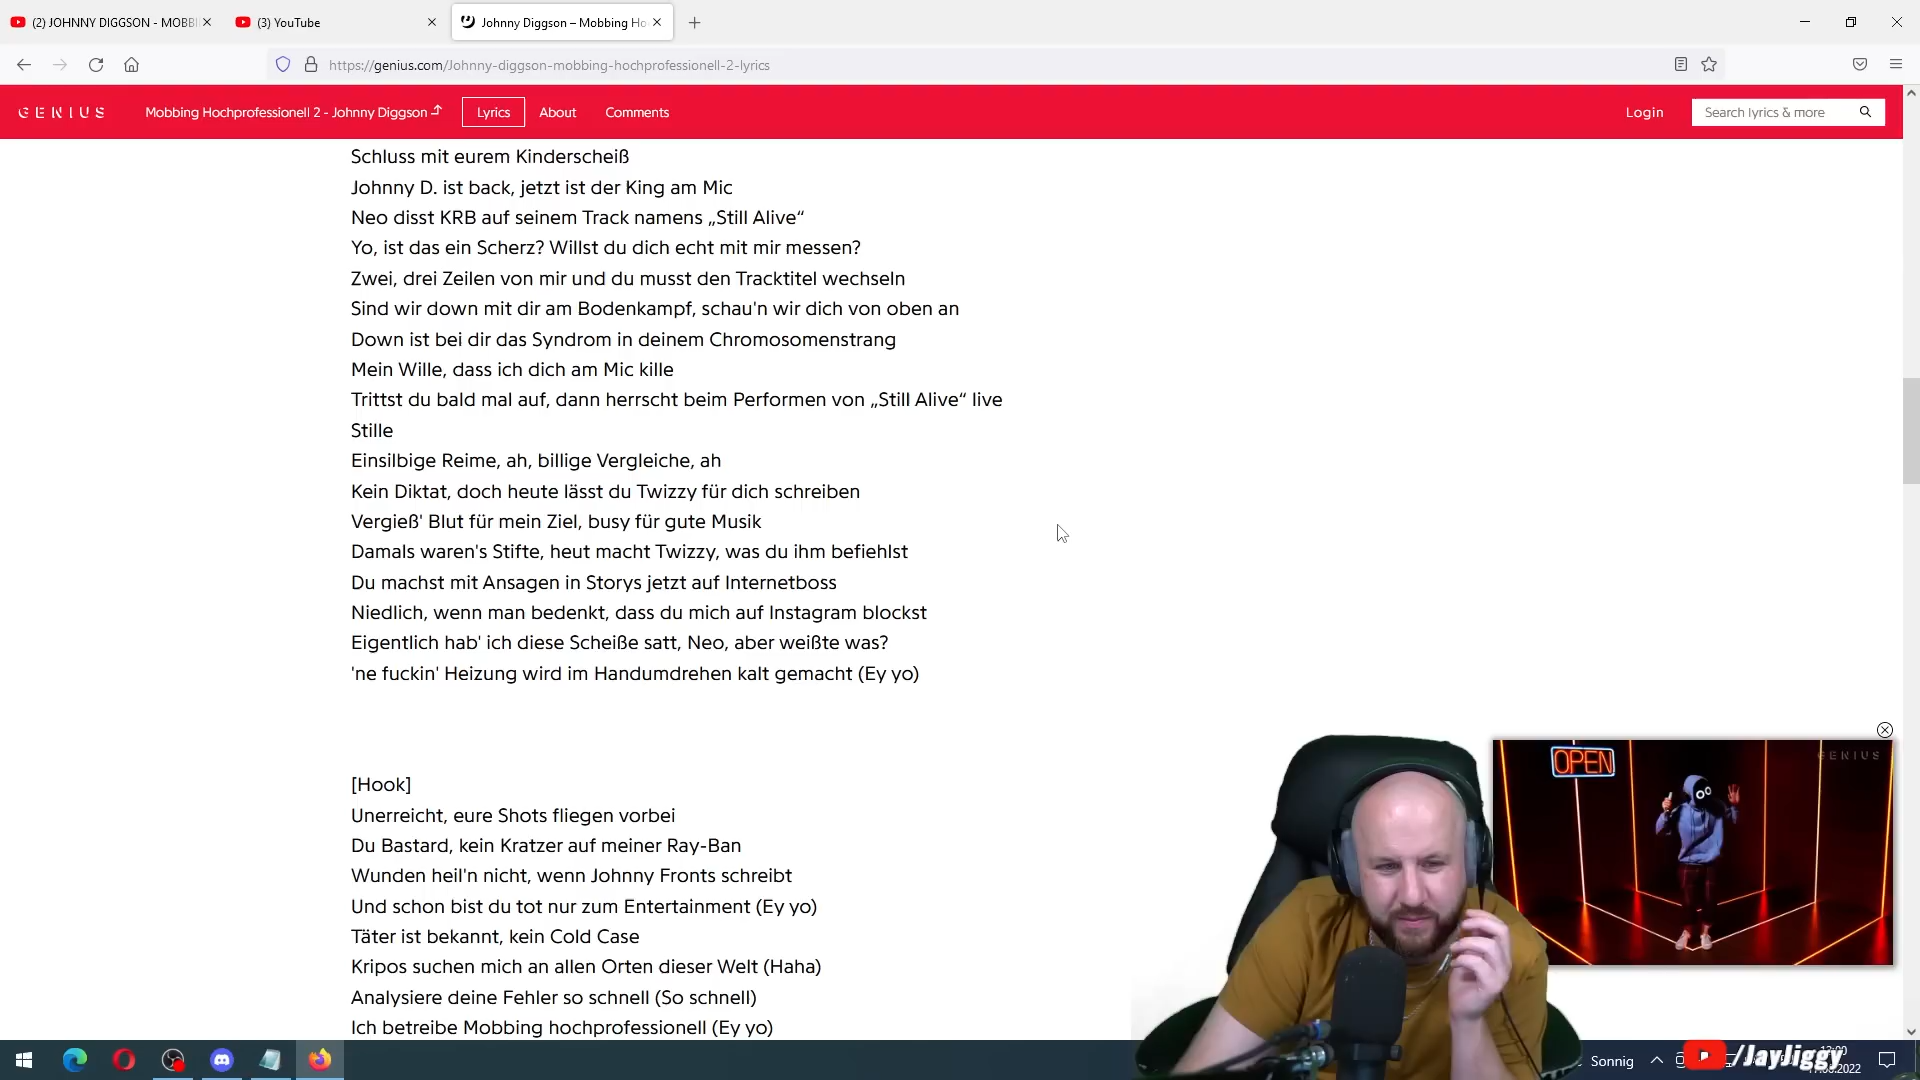 (2) JOHNNY DIGGSON - MOBBI
(3) YouTube
Johnny Diggson – Mobbing Ho
https://genius.com/Johnny-diggson-mobbing-hochprofessionell-2-lyrics
GENIUS
Mobbing Hochprofessionell 2 - Johnny Diggson
Lyrics
About
Comments
Login
Search lyrics & more
Schluss mit eurem Kinderscheiß
Johnny D. ist back, jetzt ist der King am Mic
Neo disst KRB auf seinem Track namens „Still Alive“
Yo, ist das ein Scherz? Willst du dich echt mit mir messen?
Zwei, drei Zeilen von mir und du musst den Tracktitel wechseln
Sind wir down mit dir am Bodenkampf, schau'n wir dich von oben an
Down ist bei dir das Syndrom in deinem Chromosomenstrang
Mein Wille, dass ich dich am Mic kille
Trittst du bald mal auf, dann herrscht beim Performen von „Still Alive“ live
Stille
Einsilbige Reime, ah, billige Vergleiche, ah
Kein Diktat, doch heute lässt du Twizzy für dich schreiben
Vergieß' Blut für mein Ziel, busy für gute Musik
Damals waren's Stifte, heut macht Twizzy, was du ihm befiehlst
Du machst mit Ansagen in Storys jetzt auf Internetboss
Niedlich, wenn man bedenkt, dass du mich auf Instagram blockst
Eigentlich hab' ich diese Scheiße satt, Neo, aber weißte was?
'ne fuckin' Heizung wird im Handumdrehen kalt gemacht (Ey yo)
[Hook]
Unerreicht, eure Shots fliegen vorbei
Du Bastard, kein Kratzer auf meiner Ray-Ban
Wunden heil'n nicht, wenn Johnny Fronts schreibt
Und schon bist du tot nur zum Entertainment (Ey yo)
Täter ist bekannt, kein Cold Case
Kripos suchen mich an allen Orten dieser Welt (Haha)
Analysiere deine Fehler so schnell (So schnell)
Ich betreibe Mobbing hochprofessionell (Ey yo)
OPEN
GENIUS
Sonnig
/JayJiggy